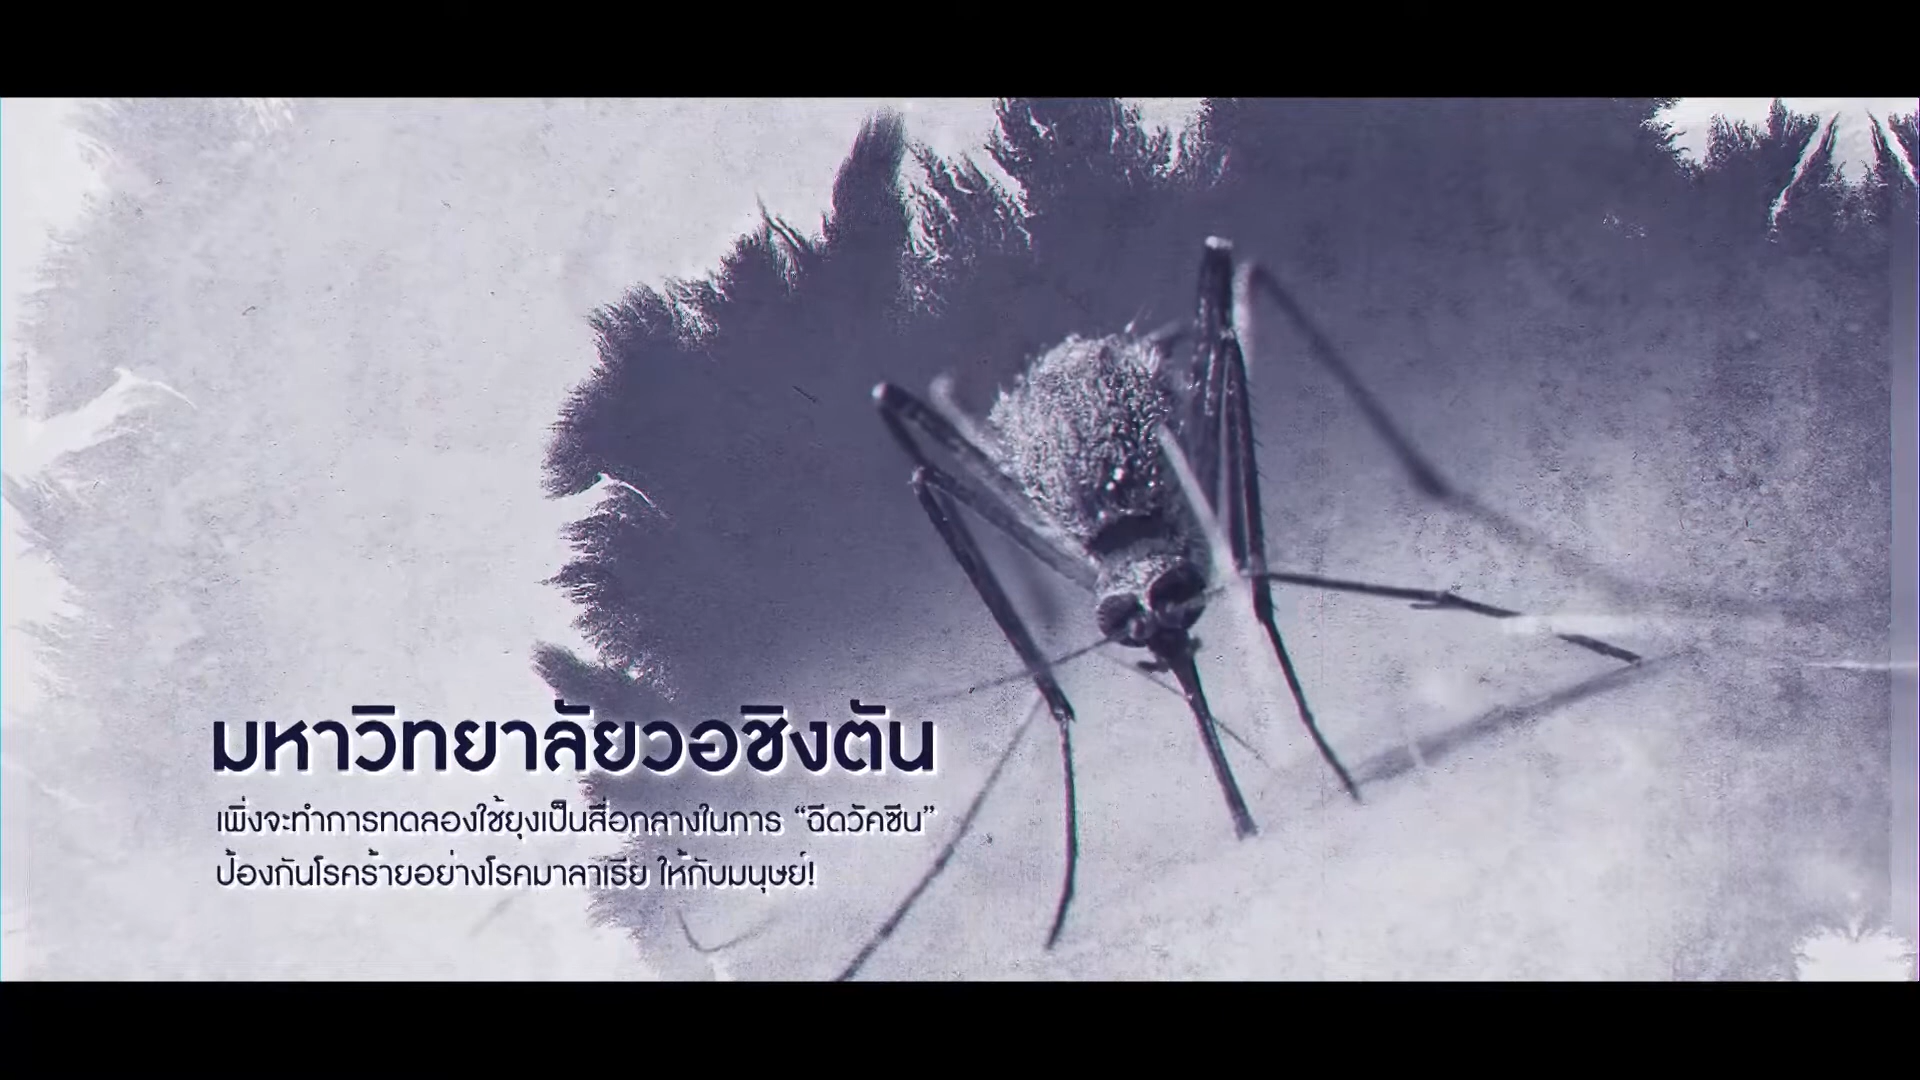 มหาวิทยาลัยวอชิงตัน
เพิ่งจะทำการทดลองใช้ยุงเป็นสื่อกลางในการ “ฉีดวัคซีน”
ป้องกันโรคร้ายอย่างโรคมาลาเรีย ให้กับมนุษย์!